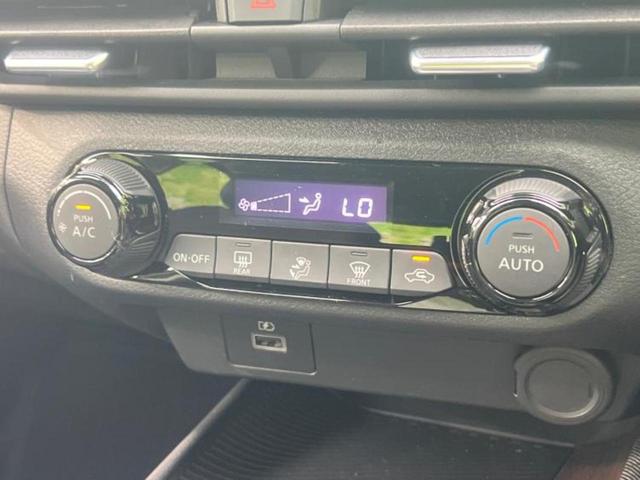 PUSH
A/C
LO
PUSH
AUTO
ON·OFF
REAR
FRONT